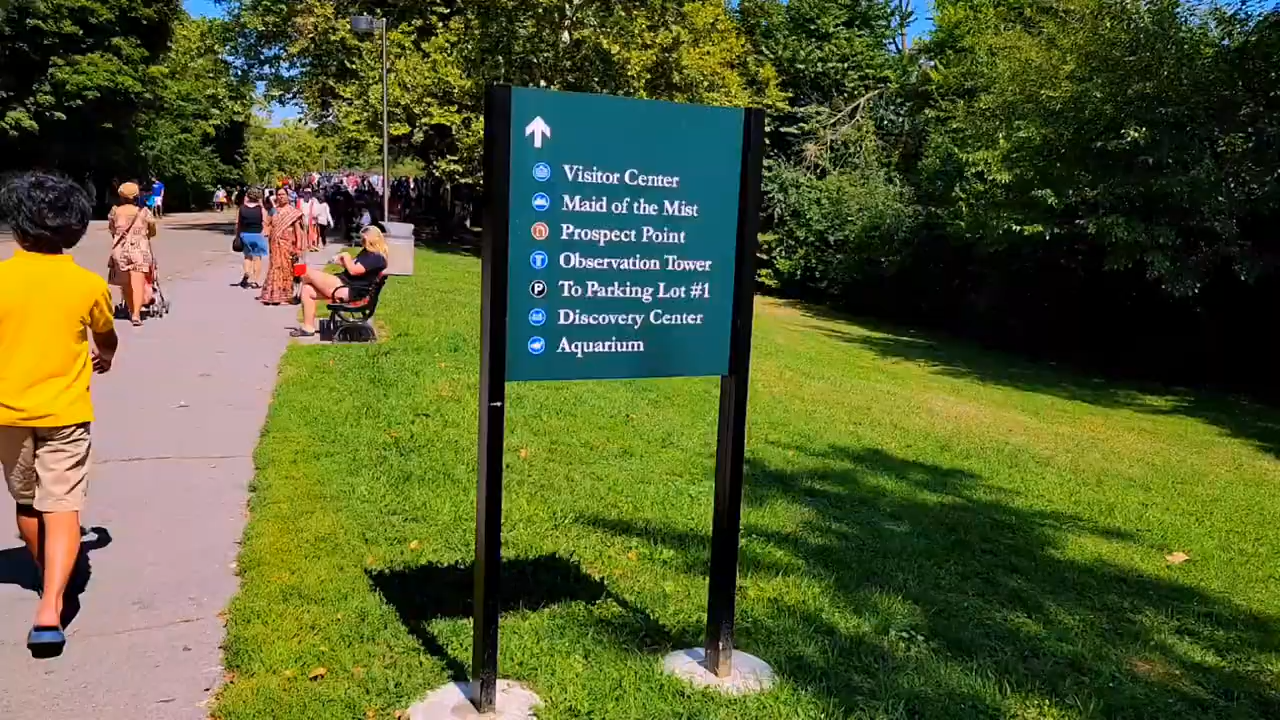 Visitor Center
Maid of the Mist
Prospect Point
Observation Tower
P To Parking Lot #1
Discovery Center
Aquarium